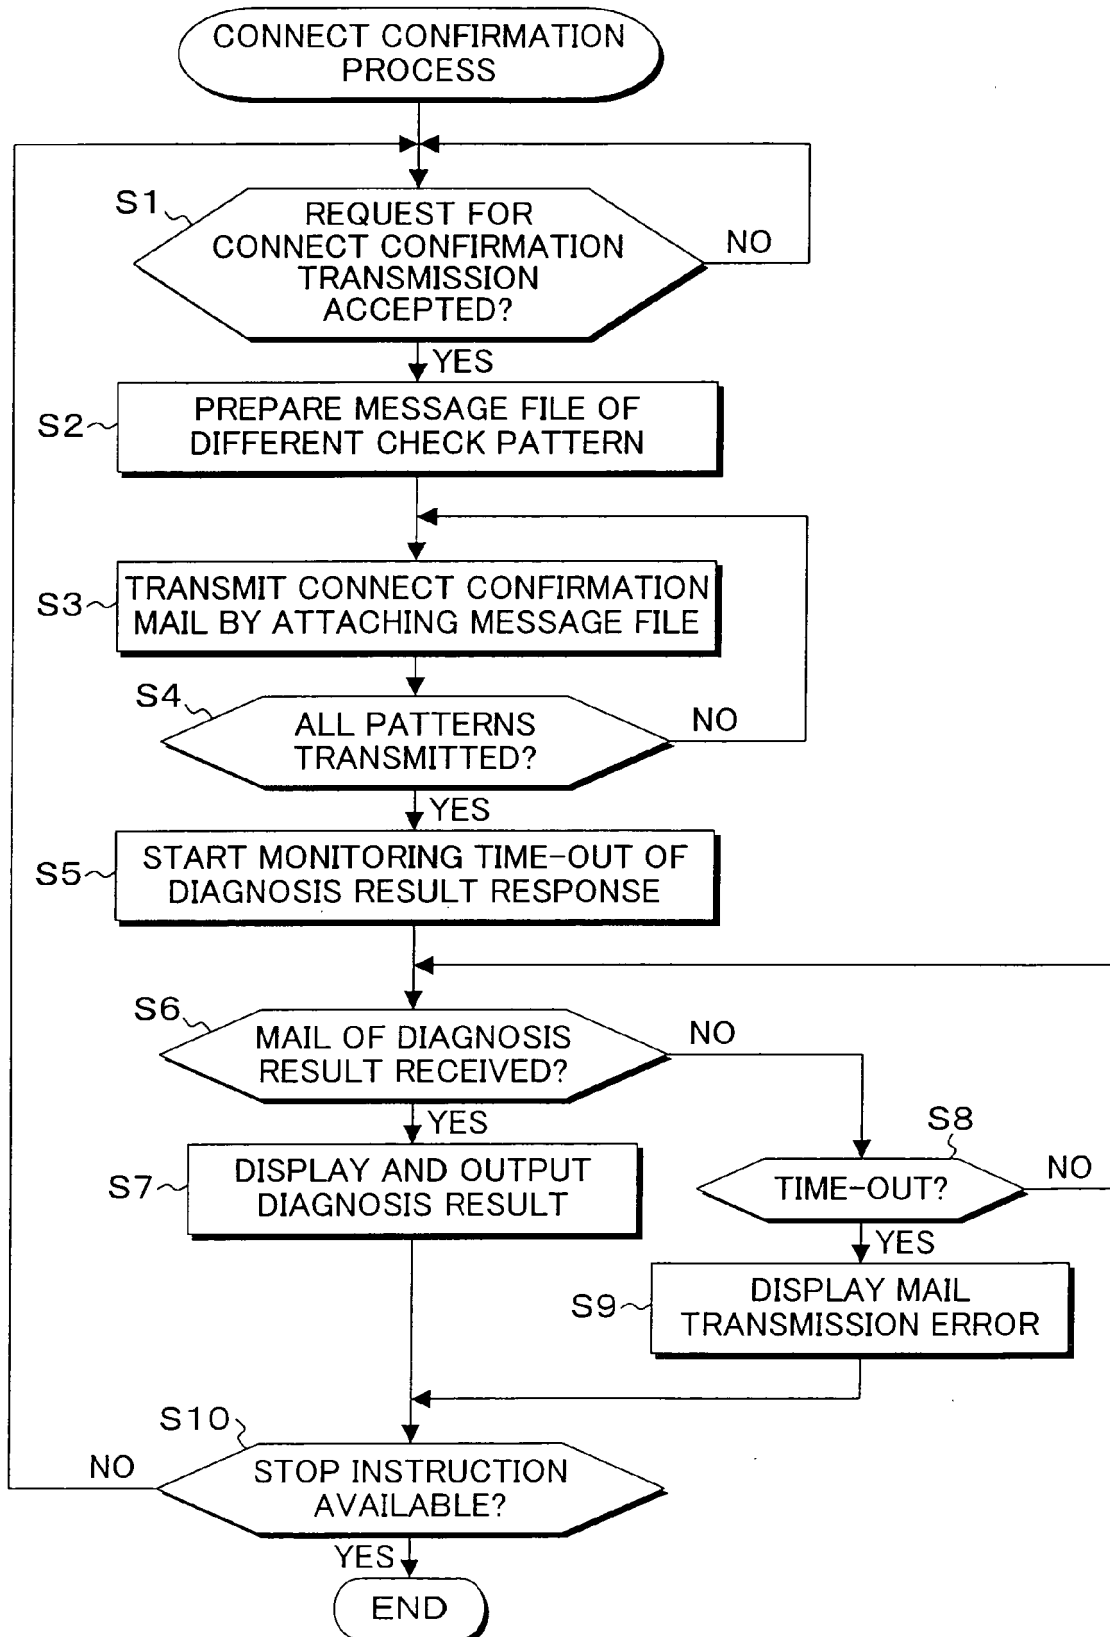 CONNECT CONFIRMATION
PROCESS
S1
REQUEST FOR
CONNECT CONFIRMATION
TRANSMISSION
ACCEPTED?
NO
YES
S2
PREPARE MESSAGE FILE OF
DIFFERENT CHECK PATTERN
S3
TRANSMIT CONNECT CONFIRMATION
MAIL BY ATTACHING MESSAGE FILE
S4
ALL PATTERNS
TRANSMITTED?
NO
YES
S5
START MONITORING TIME-OUT OF
DIAGNOSIS RESULT RESPONSE
S6
MAIL OF DIAGNOSIS
RESULT RECEIVED?
NO
YES
S7
DISPLAY AND OUTPUT
DIAGNOSIS RESULT
S8
TIME-OUT?
NO
YES
S9
DISPLAY MAIL
TRANSMISSION ERROR
S10
STOP INSTRUCTION
AVAILABLE?
NO
YES
END